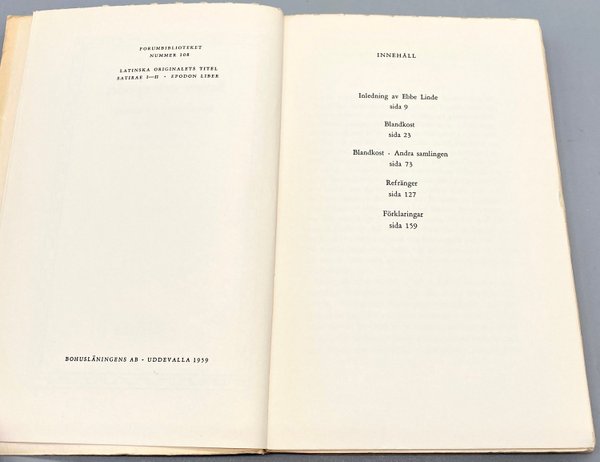 FORUMBIBLIOTEKET
NUMMER 108
LATINSKA ORIGINALETS TITEL
SATIRAE I—II · EPODON LIBER
BOHUSLÄNINGENS AB · UDDEVALLA 1959
INNEHÅLL
Inledning av Ebbe Linde
sida 9
Blandkost
sida 23
Blandkost · Andra samlingen
sida 73
Refränger
sida 127
Förklaringar
sida 159